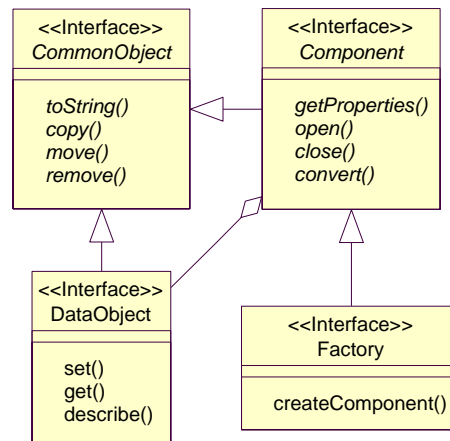 <<Interface>>
CommonObject
toString()
copy()
move()
remove()
<<Interface>>
Component
getProperties()
open()
close()
convert()
<<Interface>>
DataObject
set()
get()
describe()
<<Interface>>
Factory
createComponent()